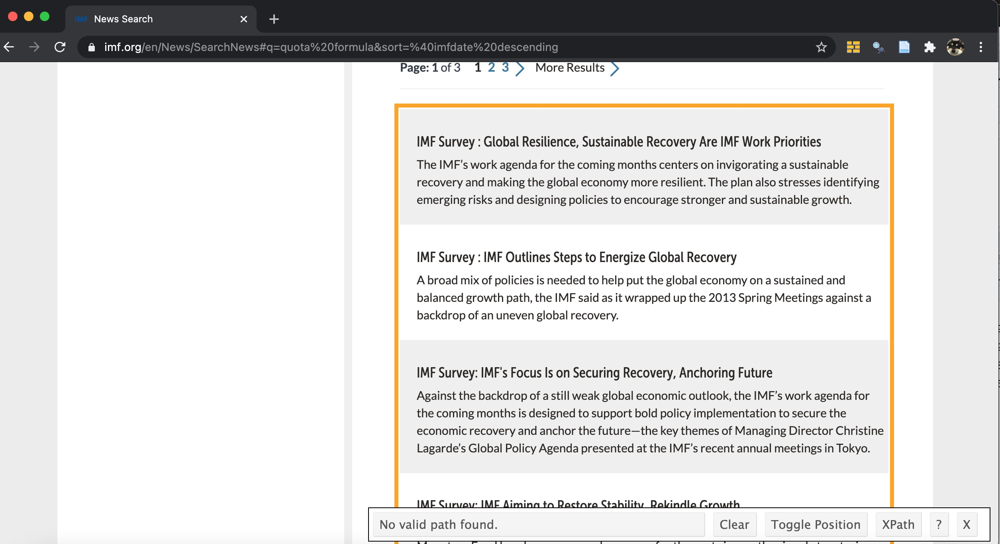 IMF News Search
imf.org/en/News/SearchNews#q=quota%20formula&sort=%40imfdate%20descending
Page: 1 of 3 1 2 3 More Results
IMF Survey : Global Resilience, Sustainable Recovery Are IMF Work Priorities
The IMF’s work agenda for the coming months centers on invigorating a sustainable
recovery and making the global economy more resilient. The plan also stresses identifying
emerging risks and designing policies to encourage stronger and sustainable growth.
IMF Survey : IMF Outlines Steps to Energize Global Recovery
A broad mix of policies is needed to help put the global economy on a sustained and
balanced growth path, the IMF said as it wrapped up the 2013 Spring Meetings against a
backdrop of an uneven global recovery.
IMF Survey: IMF's Focus Is on Securing Recovery, Anchoring Future
Against the backdrop of a still weak global economic outlook, the IMF’s work agenda for
the coming months is designed to support bold policy implementation to secure the
economic recovery and anchor the future—the key themes of Managing Director Christine
Lagarde’s Global Policy Agenda presented at the IMF’s recent annual meetings in Tokyo.
IMF Survey: IMF Aiming to Restore Stability, Rekindle Growth
No valid path found. Clear Toggle Position XPath ? X